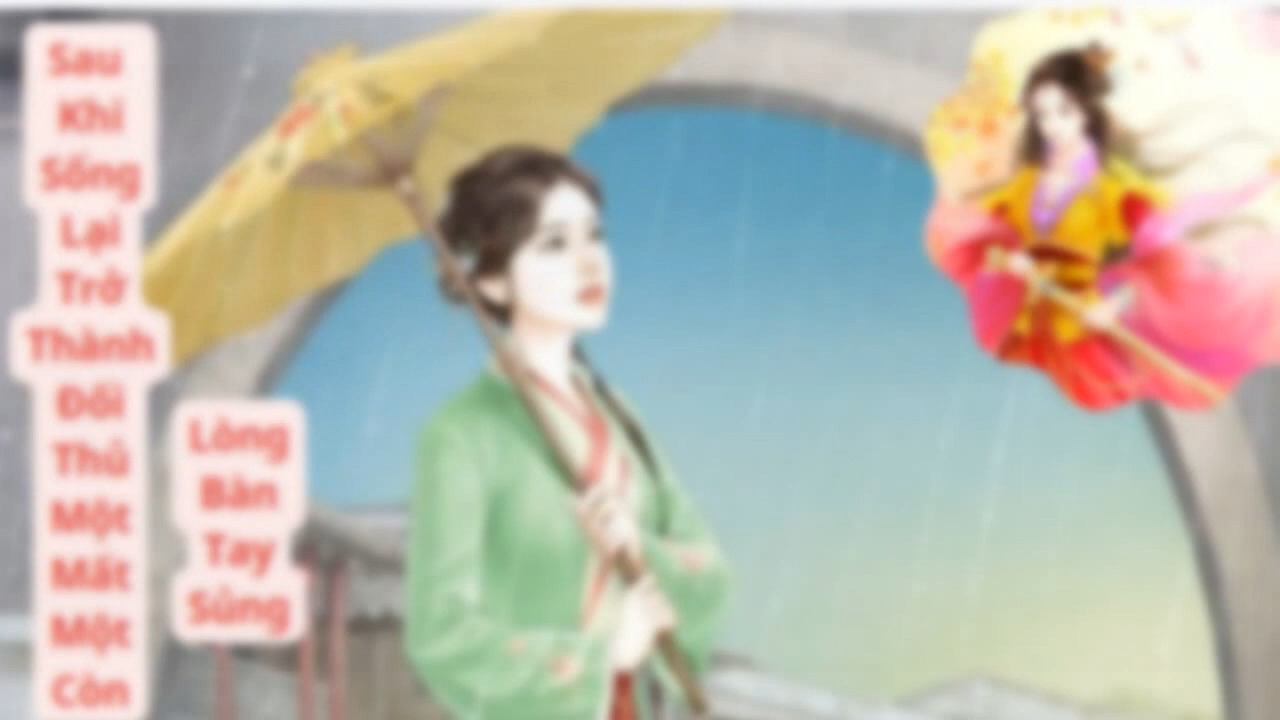 Sau
Khi
Sống
Lại
Trở
Thành
Đối
Thủ
Một
Mất
Một
Còn
Lòng
Bàn
Tay
Sủng